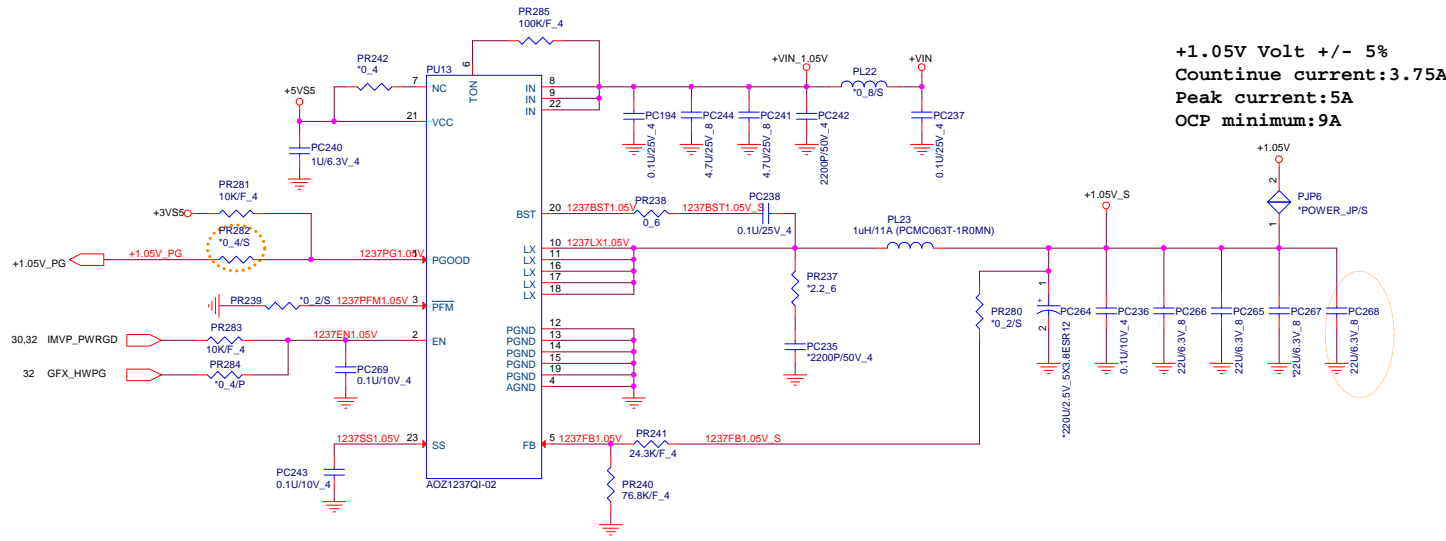 PR285
100K/F_4
+1.05V Volt +/- 5%
Countinue current:3.75A
Peak current:5A
OCP minimum:9A
PR242
*0_4
PU13
6
TON
7
NC
+5VS5
21
VCC
PC240
1U/6.3V_4
8
IN
9
IN
22
IN
+VIN_1.05V
PL22
*0_8/S
+VIN
PC194
0.1U/25V_4
PC244
4.7U/25V_8
PC241
4.7U/25V_8
PC242
2200P/50V_4
PC237
0.1U/25V_4
PR281
10K/F_4
+3VS5
PR282
*0_4/S
+1.05V_PG
+1.05V_PG
1237PG1.05V
1
PGOOD
BST
20
1237BST1.05V
PR238
0_6
1237BST1.05V_S
PC238
0.1U/25V_4
LX
10
1237LX1.05V
LX
11
LX
16
LX
17
LX
18
PL23
1uH/11A (PCMC063T-1R0MN)
+1.05V_S
+1.05V
2
PJP6
*POWER_JP/S
1
PR239
*0_2/S
1237PFM1.05V
3
PFM
PR237
*2.2_6
PC235
*2200P/50V_4
PR280
*0_2/S
1
+
2
PC264
*220U/2.5V_5X3.8ESR12
PC236
0.1U/10V_4
PC266
22U/6.3V_8
PC265
22U/6.3V_8
PC267
*22U/6.3V_8
PC268
22U/6.3V_8
30,32 IMVP_PWRGD
PR283
10K/F_4
1237EN1.05V
2
EN
32 GFX_HWPG
PR284
*0_4/P
PC269
0.1U/10V_4
PGND
12
PGND
13
PGND
14
PGND
15
PGND
19
AGND
4
1237SS1.05V
23
SS
PC243
0.1U/10V_4
FB
5
1237FB1.05V
PR241
24.3K/F_4
1237FB1.05V_S
PR240
76.8K/F_4
AOZ1237QI-02